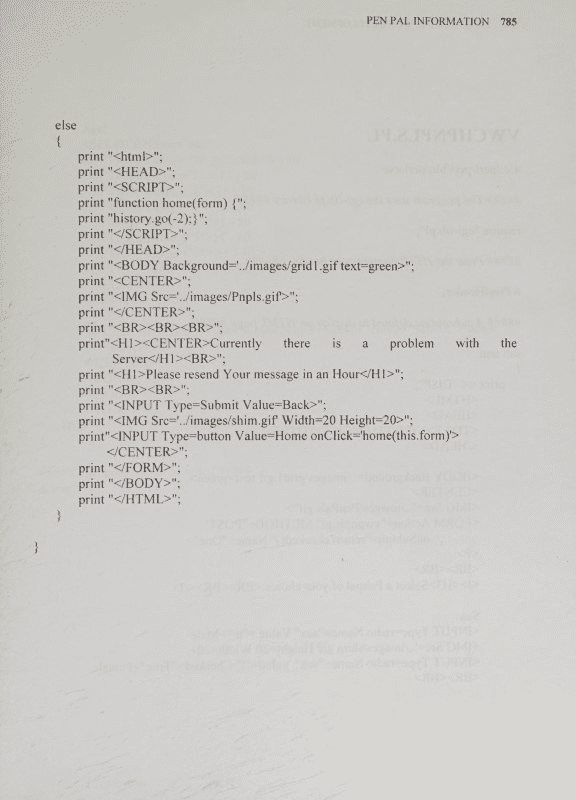 PEN PAL INFORMATION 785
else
{
print "<html>";
print "<HEAD>";
print "<SCRIPT>";
print "function home(form) {";
print "history.go(-2);}";
print "</SCRIPT>";
print "</HEAD>";
print "<BODY Background='../images/grid1.gif text=green>";
print "<CENTER>";
print "<IMG Src='../images/Pnpls.gif'>";
print "</CENTER>";
print "<BR><BR><BR>";
print"<H1><CENTER>Currently there is a problem with the
Server</H1><BR>";
print "<H1>Please resend Your message in an Hour</H1>";
print "<BR><BR>";
print "<INPUT Type=Submit Value=Back>";
print "<IMG Src='../images/shim.gif' Width=20 Height=20>";
print"<INPUT Type=button Value=Home onClick='home(this.form)'>
</CENTER>";
print "</FORM>";
print "</BODY>";
print "</HTML>";
}
}